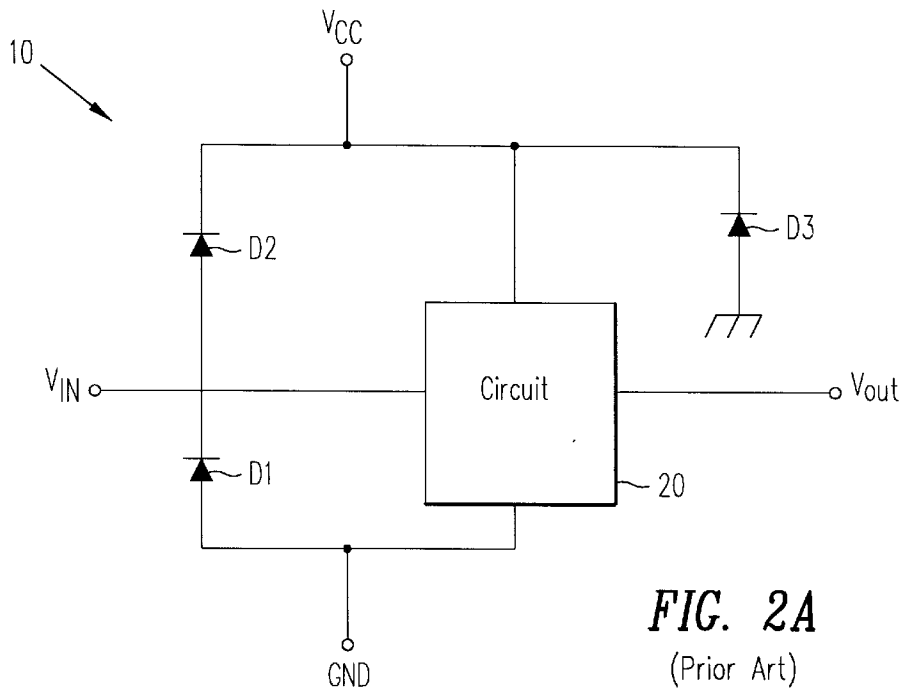 VCC
10
D2
D3
VIN
Circuit
Vout
D1
20
GND
FIG. 2A
(Prior Art)